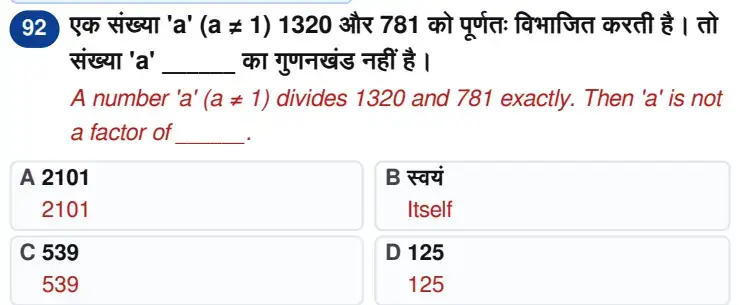 92 एक संख्या 'a' (a ≠ 1) 1320 और 781 को पूर्णतः विभाजित करती है। तो
संख्या 'a' ______ का गुणनखंड नहीं है।
A number 'a' (a ≠ 1) divides 1320 and 781 exactly. Then 'a' is not
a factor of ______.
A 2101
2101
B स्वयं
Itself
C 539
539
D 125
125